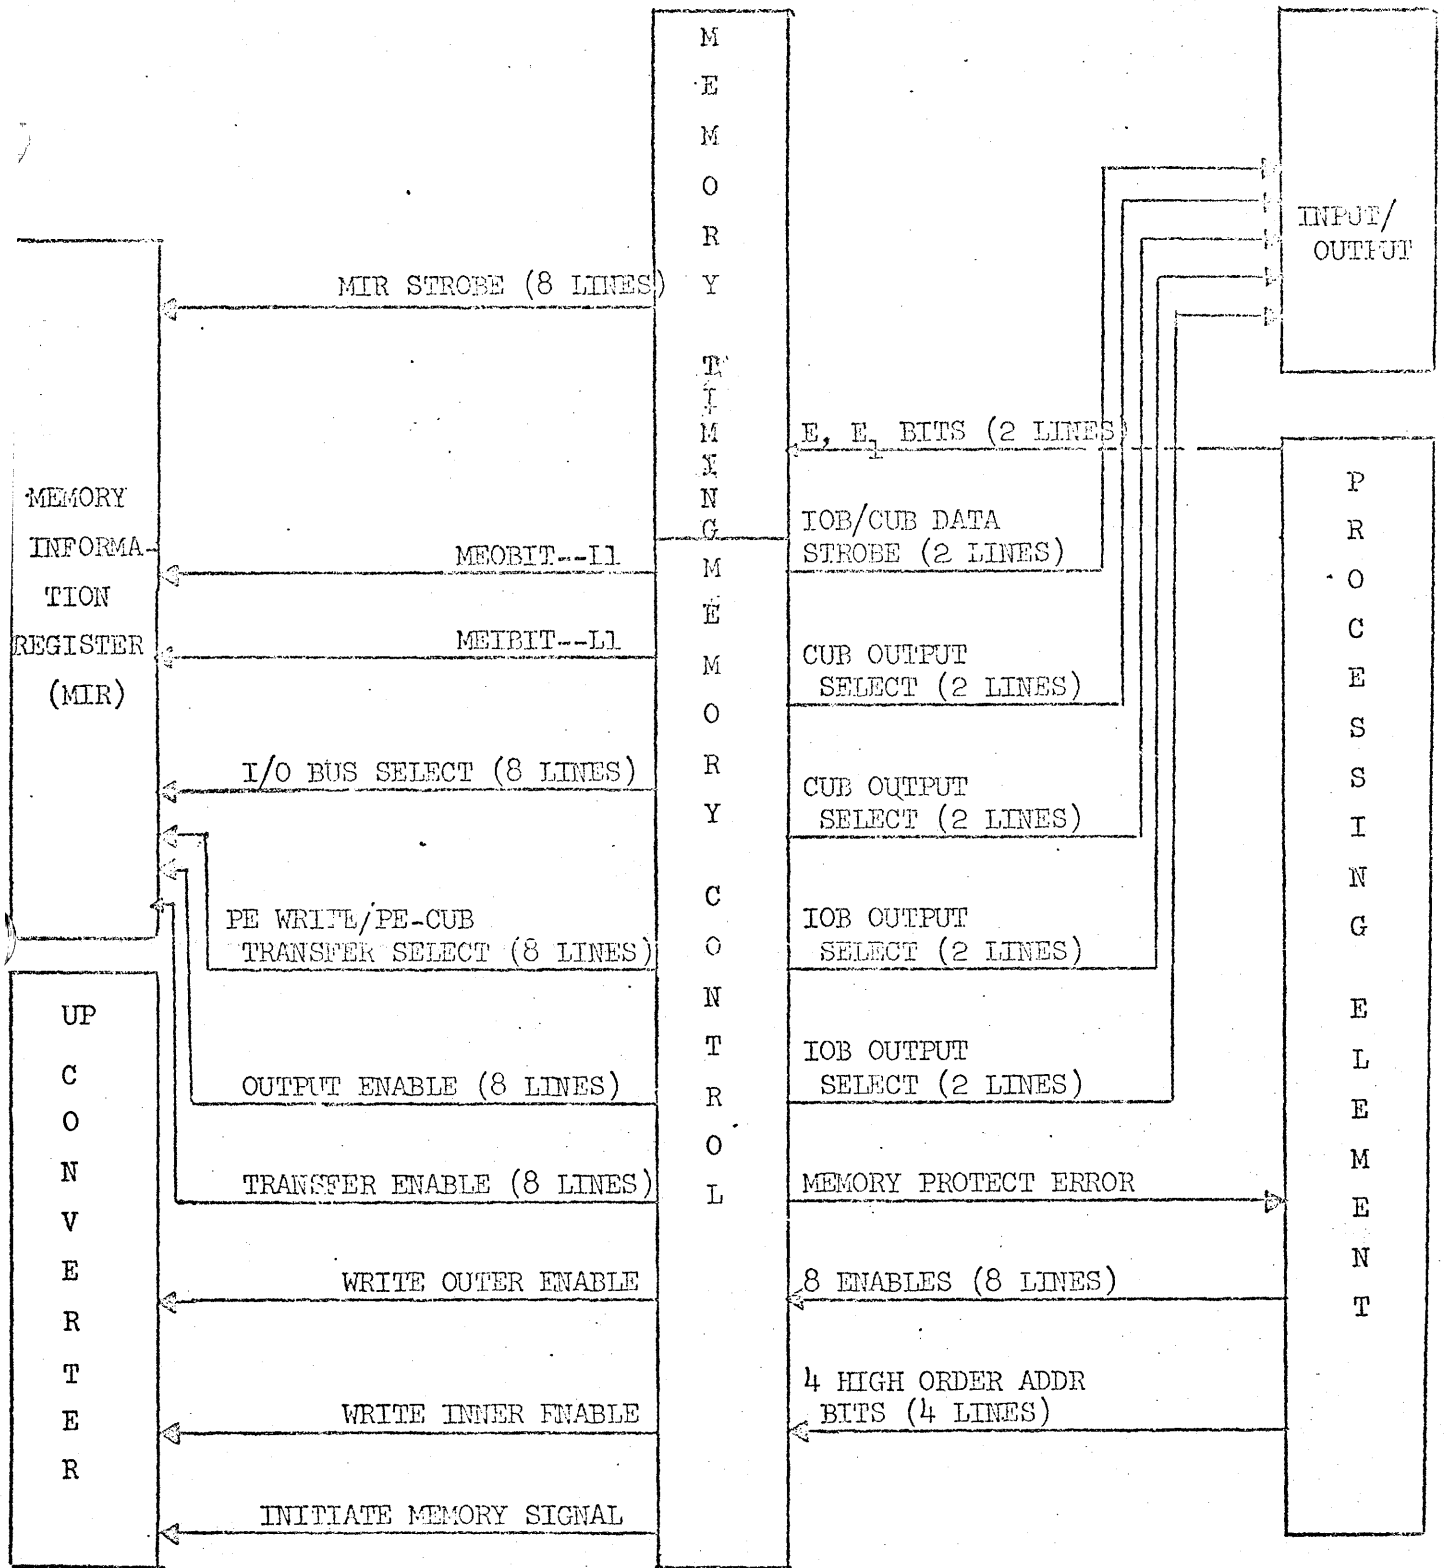 MEMORY TIMING
MEMORY CONTROL
INPUT/
OUTPUT
MEMORY
INFORMA-
TION
REGISTER
(MIR)
UP
CONVERTER
PROCESSING ELEMENT
MIR STROBE (8 LINES)
MEOBIT--L1
MEIBIT--L1
I/O BUS SELECT (8 LINES)
PE WRITE/PE-CUB
TRANSFER SELECT (8 LINES)
OUTPUT ENABLE (8 LINES)
TRANSFER ENABLE (8 LINES)
WRITE OUTER ENABLE
WRITE INNER ENABLE
INITIATE MEMORY SIGNAL
E, E1 BITS (2 LINES)
IOB/CUB DATA
STROBE (2 LINES)
CUB OUTPUT
SELECT (2 LINES)
CUB OUTPUT
SELECT (2 LINES)
IOB OUTPUT
SELECT (2 LINES)
IOB OUTPUT
SELECT (2 LINES)
MEMORY PROTECT ERROR
8 ENABLES (8 LINES)
4 HIGH ORDER ADDR
BITS (4 LINES)